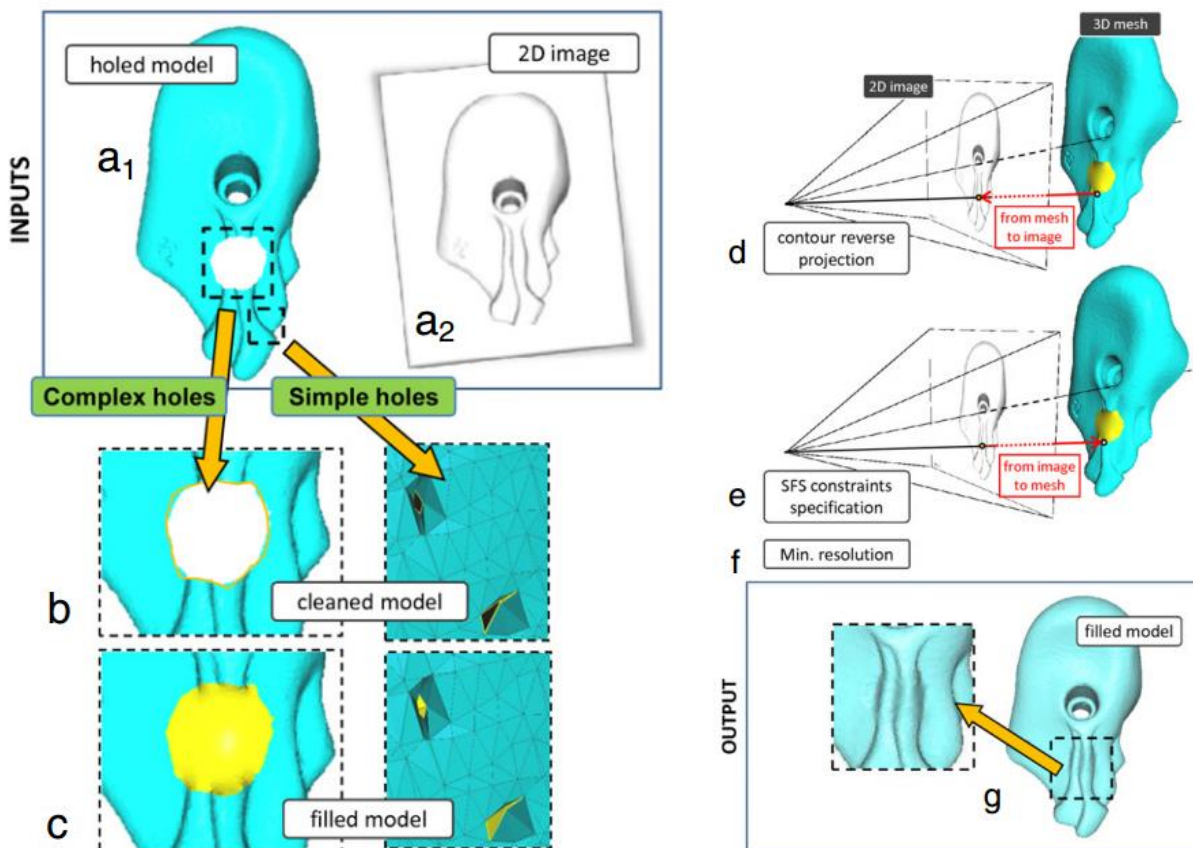 INPUTS
holed model
2D image
a1
a2
Complex holes
Simple holes
b
cleaned model
c
filled model
3D mesh
2D image
from mesh
to image
d
contour reverse
projection
from image
to mesh
e
SFS constraints
specification
f
Min. resolution
OUTPUT
filled model
g